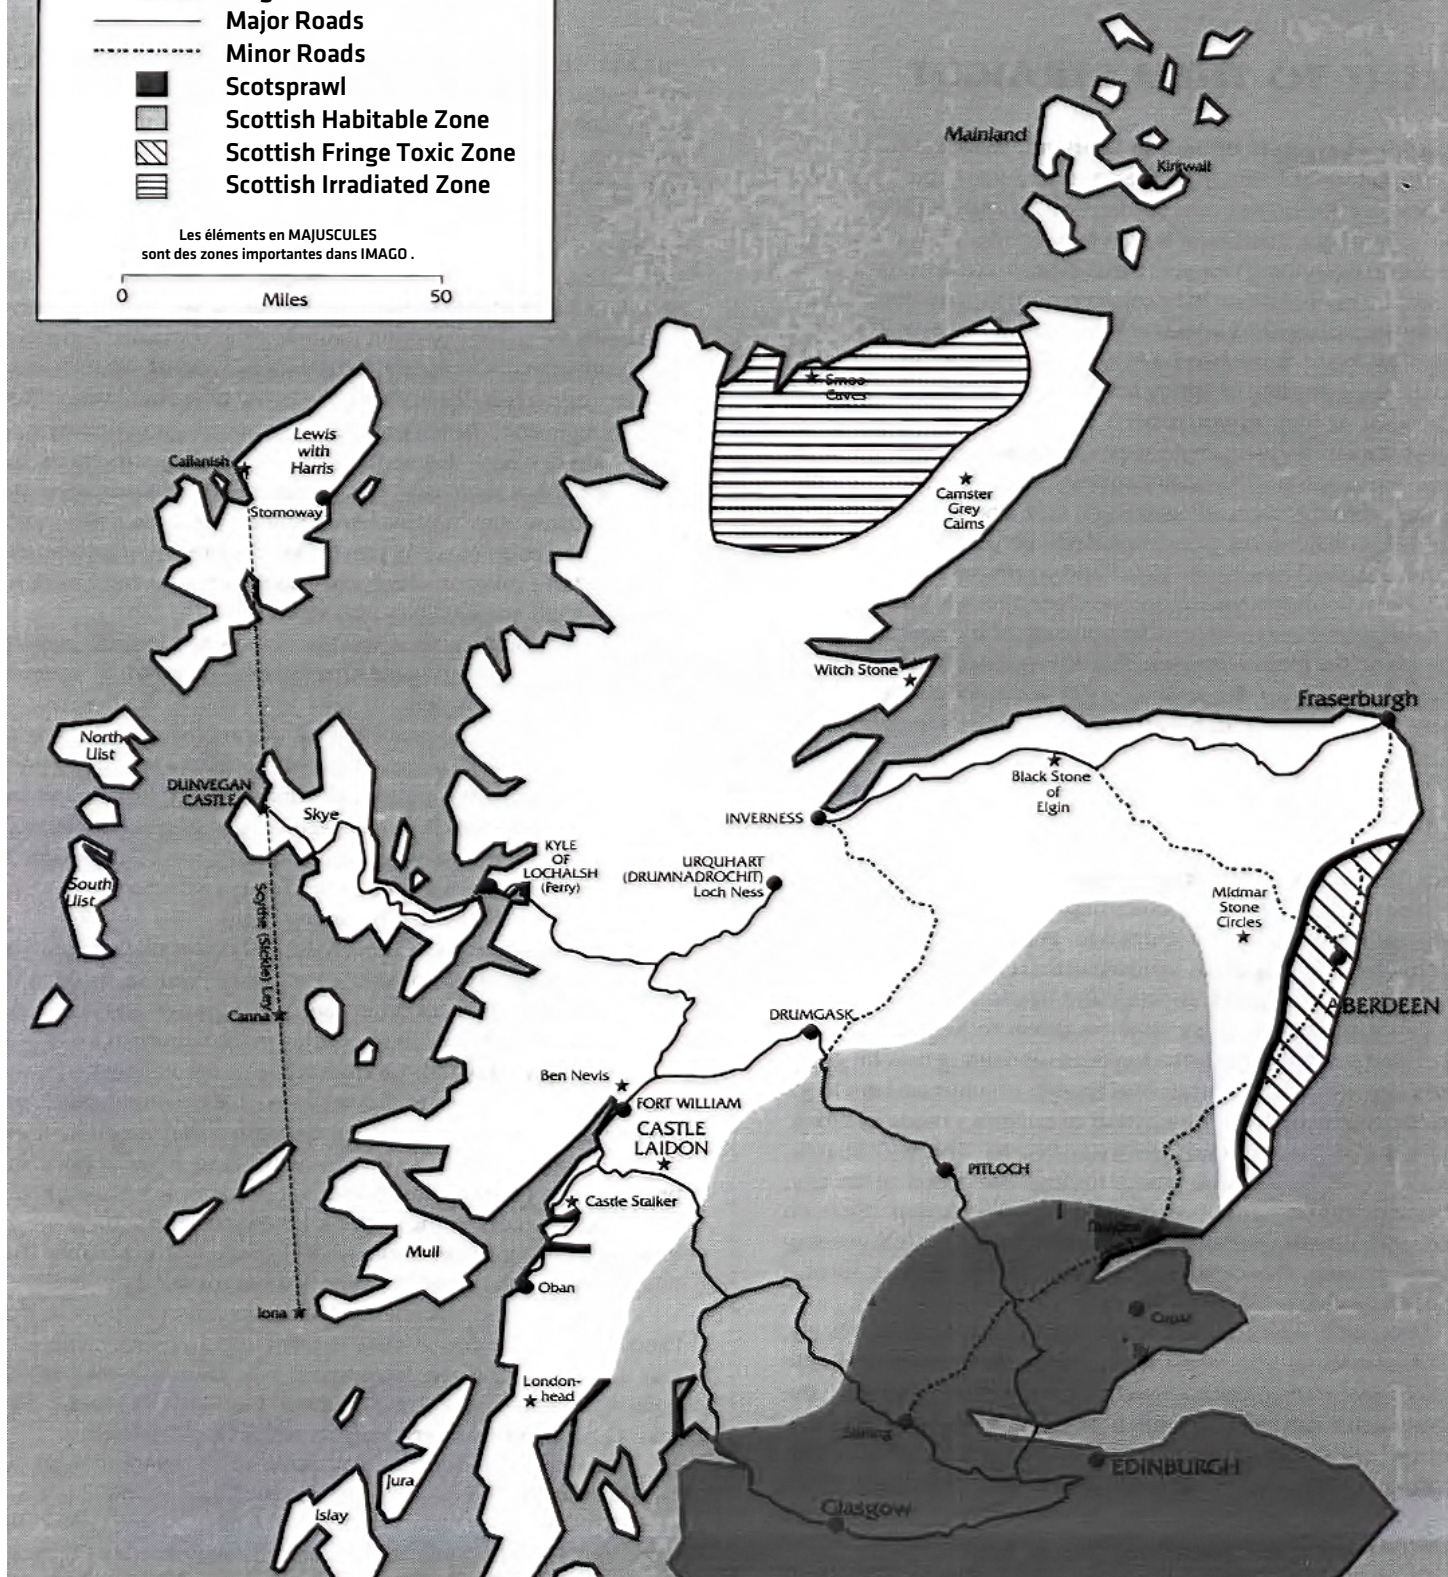 Major Roads
Minor Roads
Scotsprawl
Scottish Habitable Zone
Scottish Fringe Toxic Zone
Scottish Irradiated Zone
Les éléments en MAJUSCULES
sont des zones importantes dans IMAGO .
0 50
Miles
Mainland
Kirkwall
Smoo
Caves
Lewis
with
Harris
Callanish
Stornoway
Camster
Grey
Cairns
Witch Stone
Fraserburgh
North
Uist
DUNVEGAN
CASTLE
Skye
Black Stone
of
Elgin
INVERNESS
KYLE
OF
LOCHALSH
(Ferry)
URQUHART
(DRUMNADROCHIT)
Loch Ness
South
Uist
Midmar
Stone
Circles
Scythe (Sickle) Ley
Canna
ABERDEEN
DRUMGASK
Ben Nevis
FORT WILLIAM
CASTLE
LAIDON
PITLOCH
Castle Stalker
Dundee
Mull
Oban
Iona
Cupar
London-
head
Stirling
EDINBURGH
Jura
Islay
Glasgow